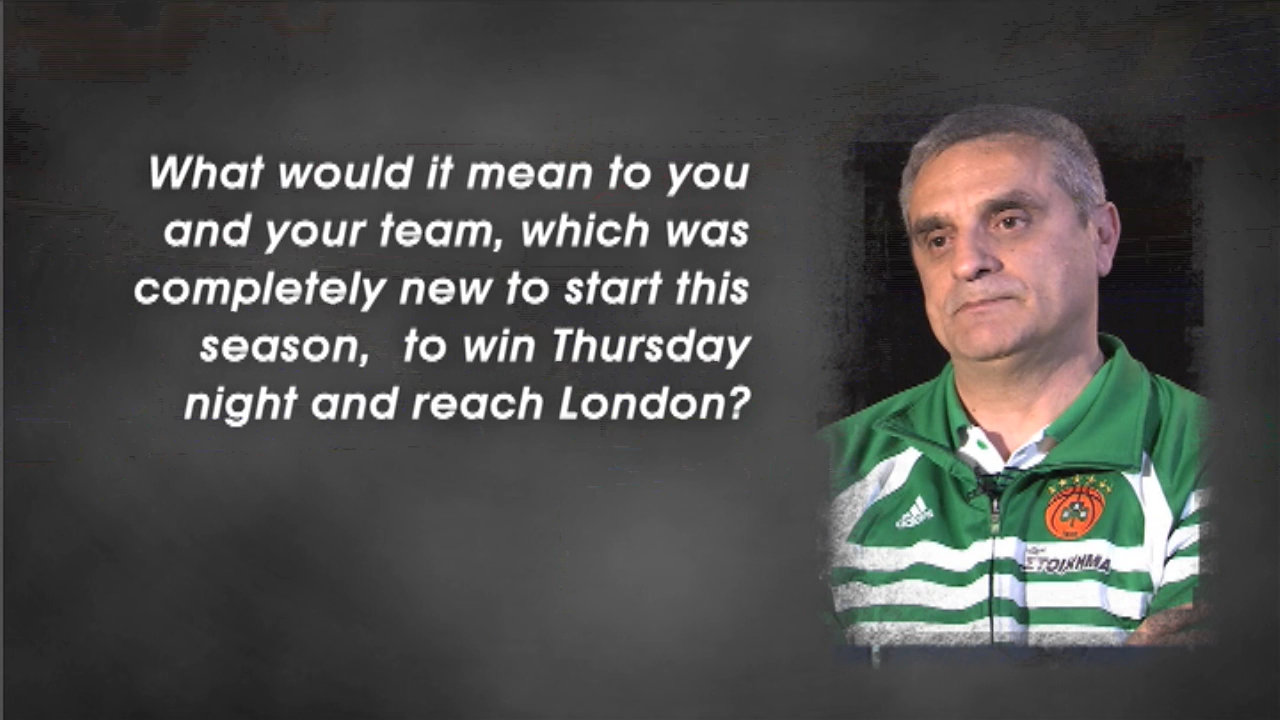 What would it mean to you
and your team, which was
completely new to start this
season,  to win Thursday
night and reach London?
adidas
ΣΤΟΙΧΗΜΑ